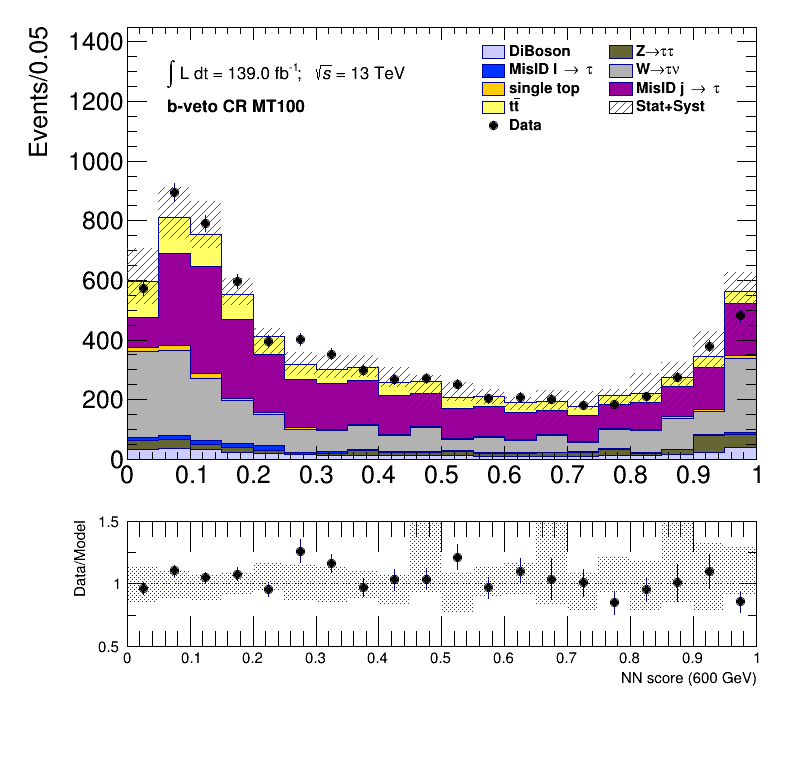 1400
1200
1000
800
600
400
200
0
Events/0.05
∫ L dt = 139.0 fb⁻¹; √s = 13 TeV
b-veto CR MT100
DiBoson
MisID l → τ
single top
tt̄
Data
Z→ττ
W→τν
MisID j → τ
Stat+Syst
0 0.1 0.2 0.3 0.4 0.5 0.6 0.7 0.8 0.9 1
1.5
1
0.5
Data/Model
0 0.1 0.2 0.3 0.4 0.5 0.6 0.7 0.8 0.9 1
NN score (600 GeV)